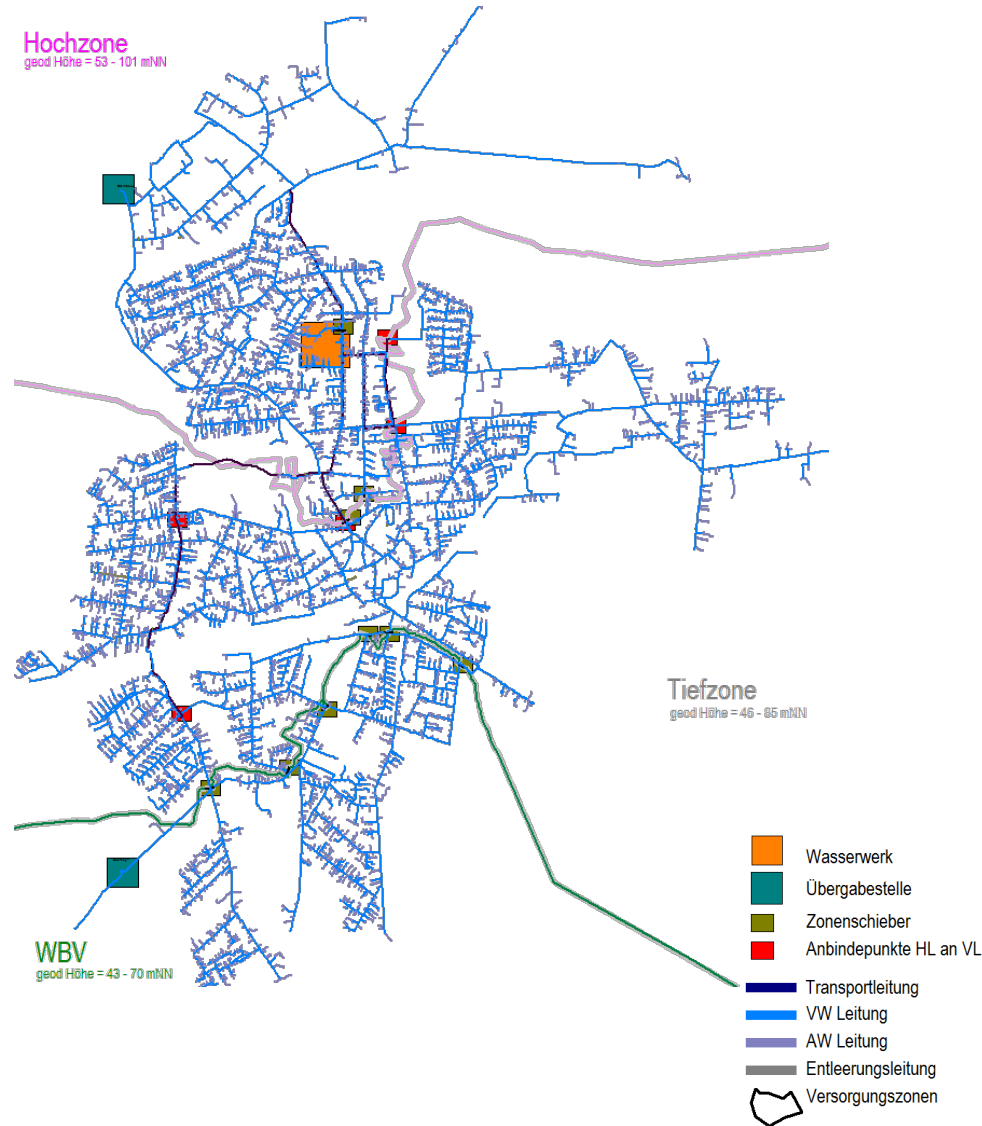 Hochzone
geod Höhe = 53 - 101 mNN
Tiefzone
geod Höhe = 46 - 85 mNN
WBV
geod Höhe = 43 - 70 mNN
Wasserwerk
Übergabestelle
Zonenschieber
Anbindepunkte HL an VL
Transportleitung
VW Leitung
AW Leitung
Entleerungsleitung
Versorgungszonen